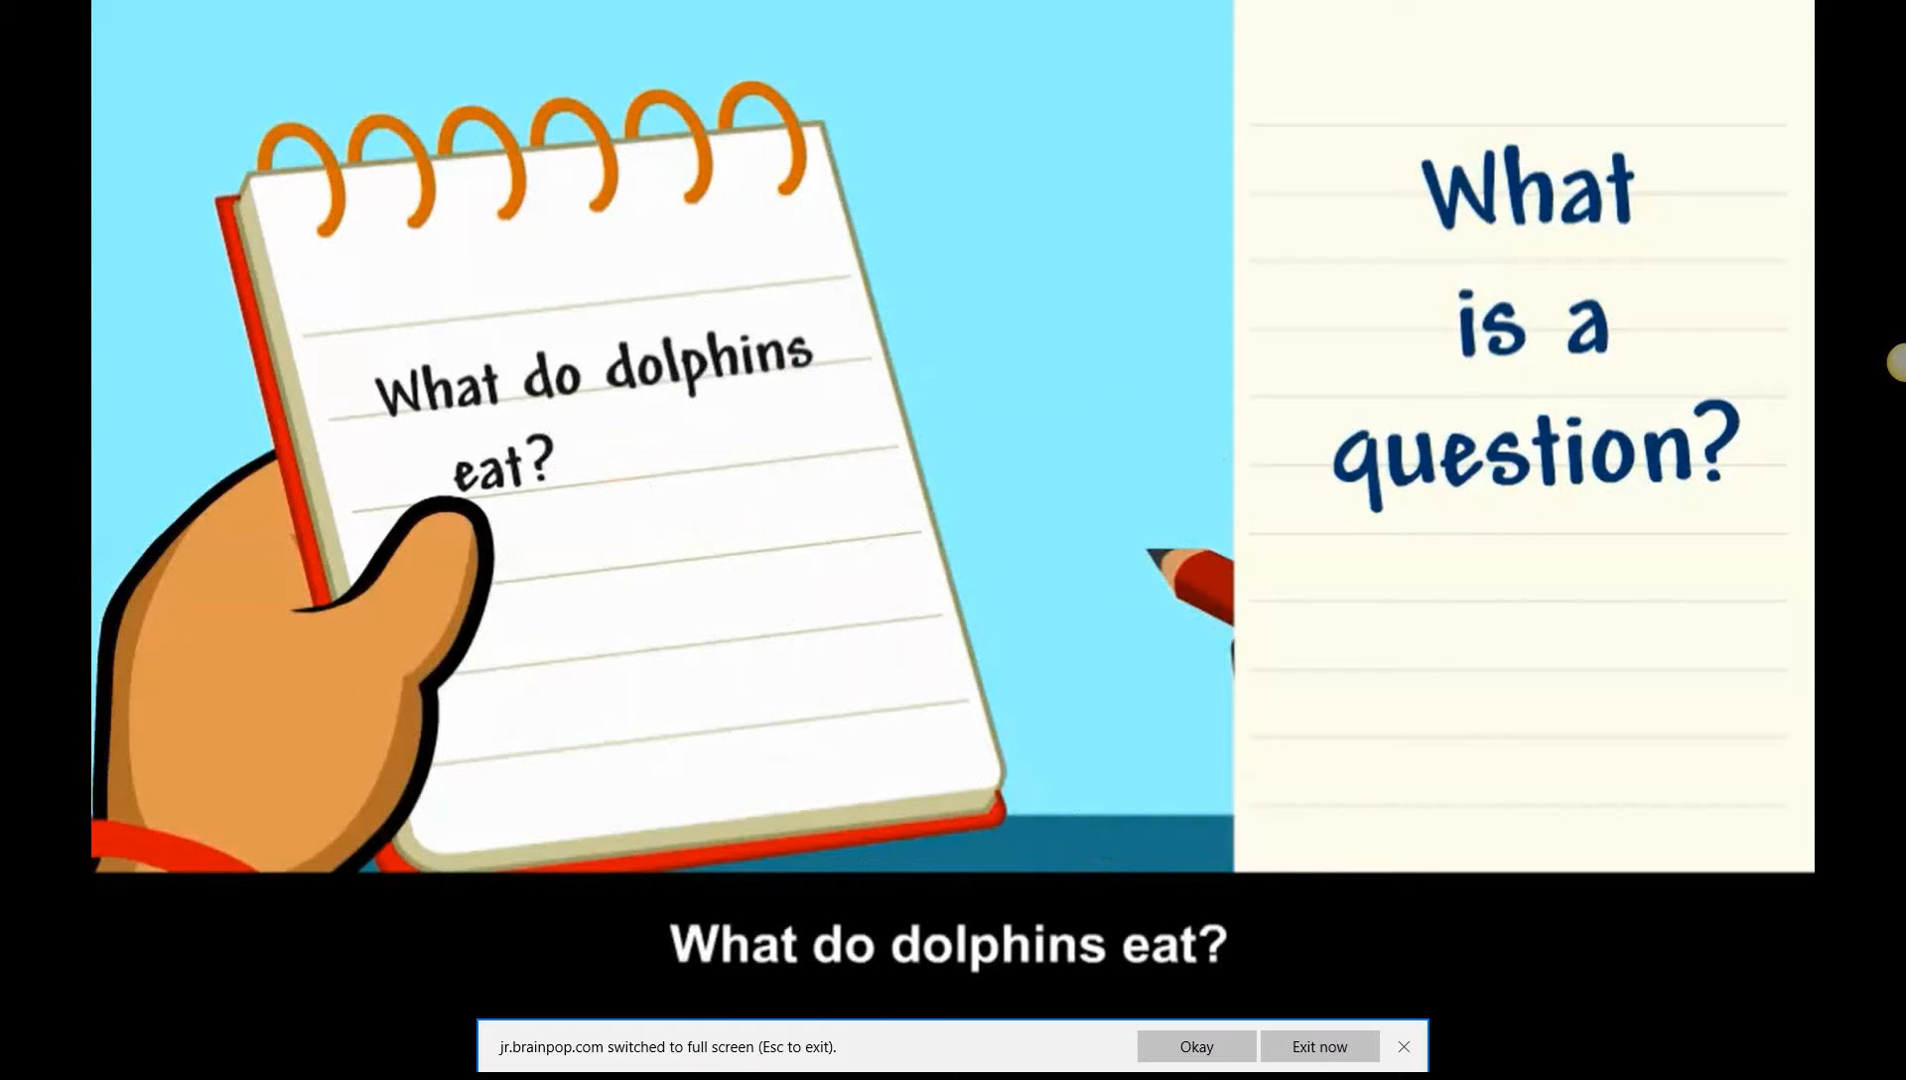 What do dolphins
eat?
What
is a
question?
What do dolphins eat?
jr.brainpop.com switched to full screen (Esc to exit).
Okay
Exit now